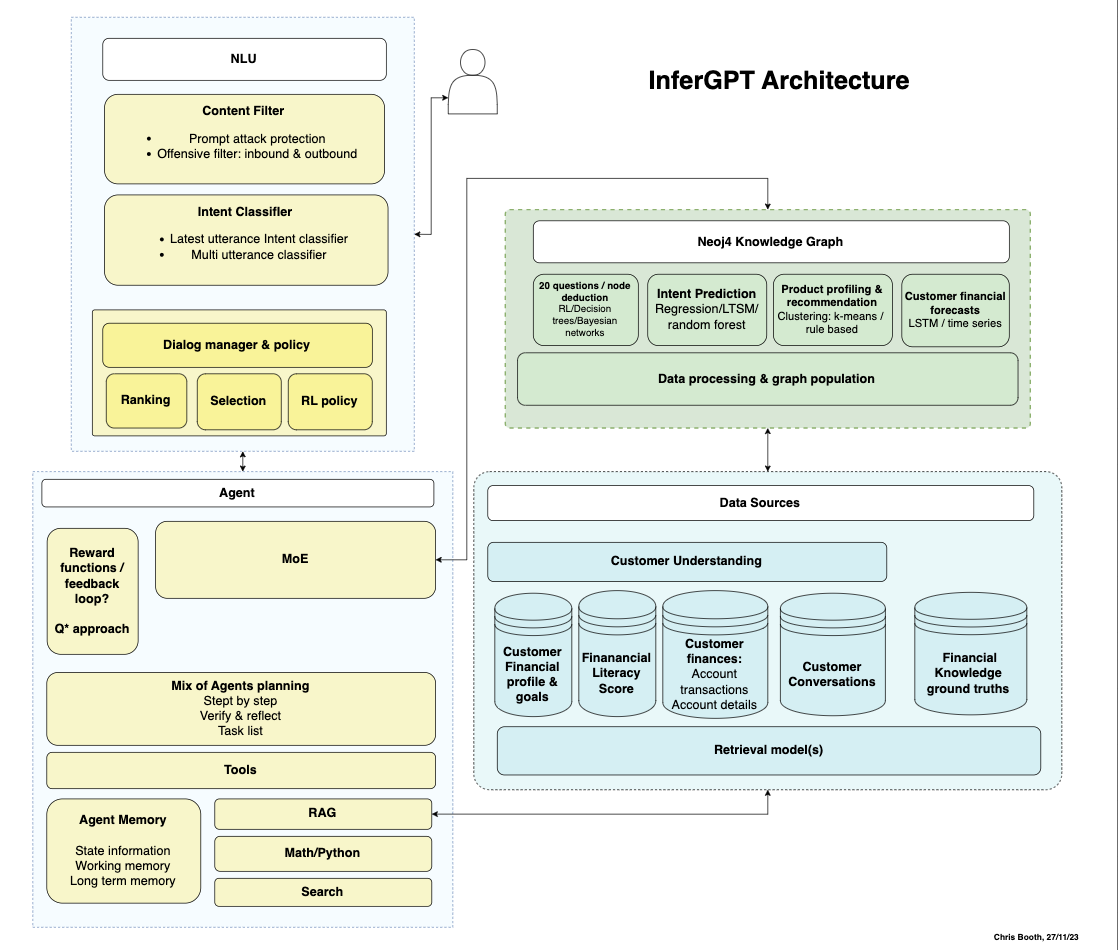 InferGPT Architecture
NLU
Content Filter
• Prompt attack protection
• Offensive filter: inbound & outbound
Intent Classifier
• Latest utterance Intent classifier
• Multi utterance classifier
Dialog manager & policy
Ranking
Selection
RL policy
Agent
Reward
functions /
feedback
loop?
Q* approach
MoE
Mix of Agents planning
Stept by step
Verify & reflect
Task list
Tools
Agent Memory
State information
Working memory
Long term memory
RAG
Math/Python
Search
Neoj4 Knowledge Graph
20 questions / node
deduction
RL/Decision
trees/Bayesian
networks
Intent Prediction
Regression/LTSM/
random forest
Product profiling &
recommendation
Clustering: k-means /
rule based
Customer financial
forecasts
LSTM / time series
Data processing & graph population
Data Sources
Customer Understanding
Customer
Financial
profile &
goals
Finanancial
Literacy
Score
Customer
finances:
Account
transactions
Account details
Customer
Conversations
Financial
Knowledge
ground truths
Retrieval model(s)
Chris Booth, 27/11/23